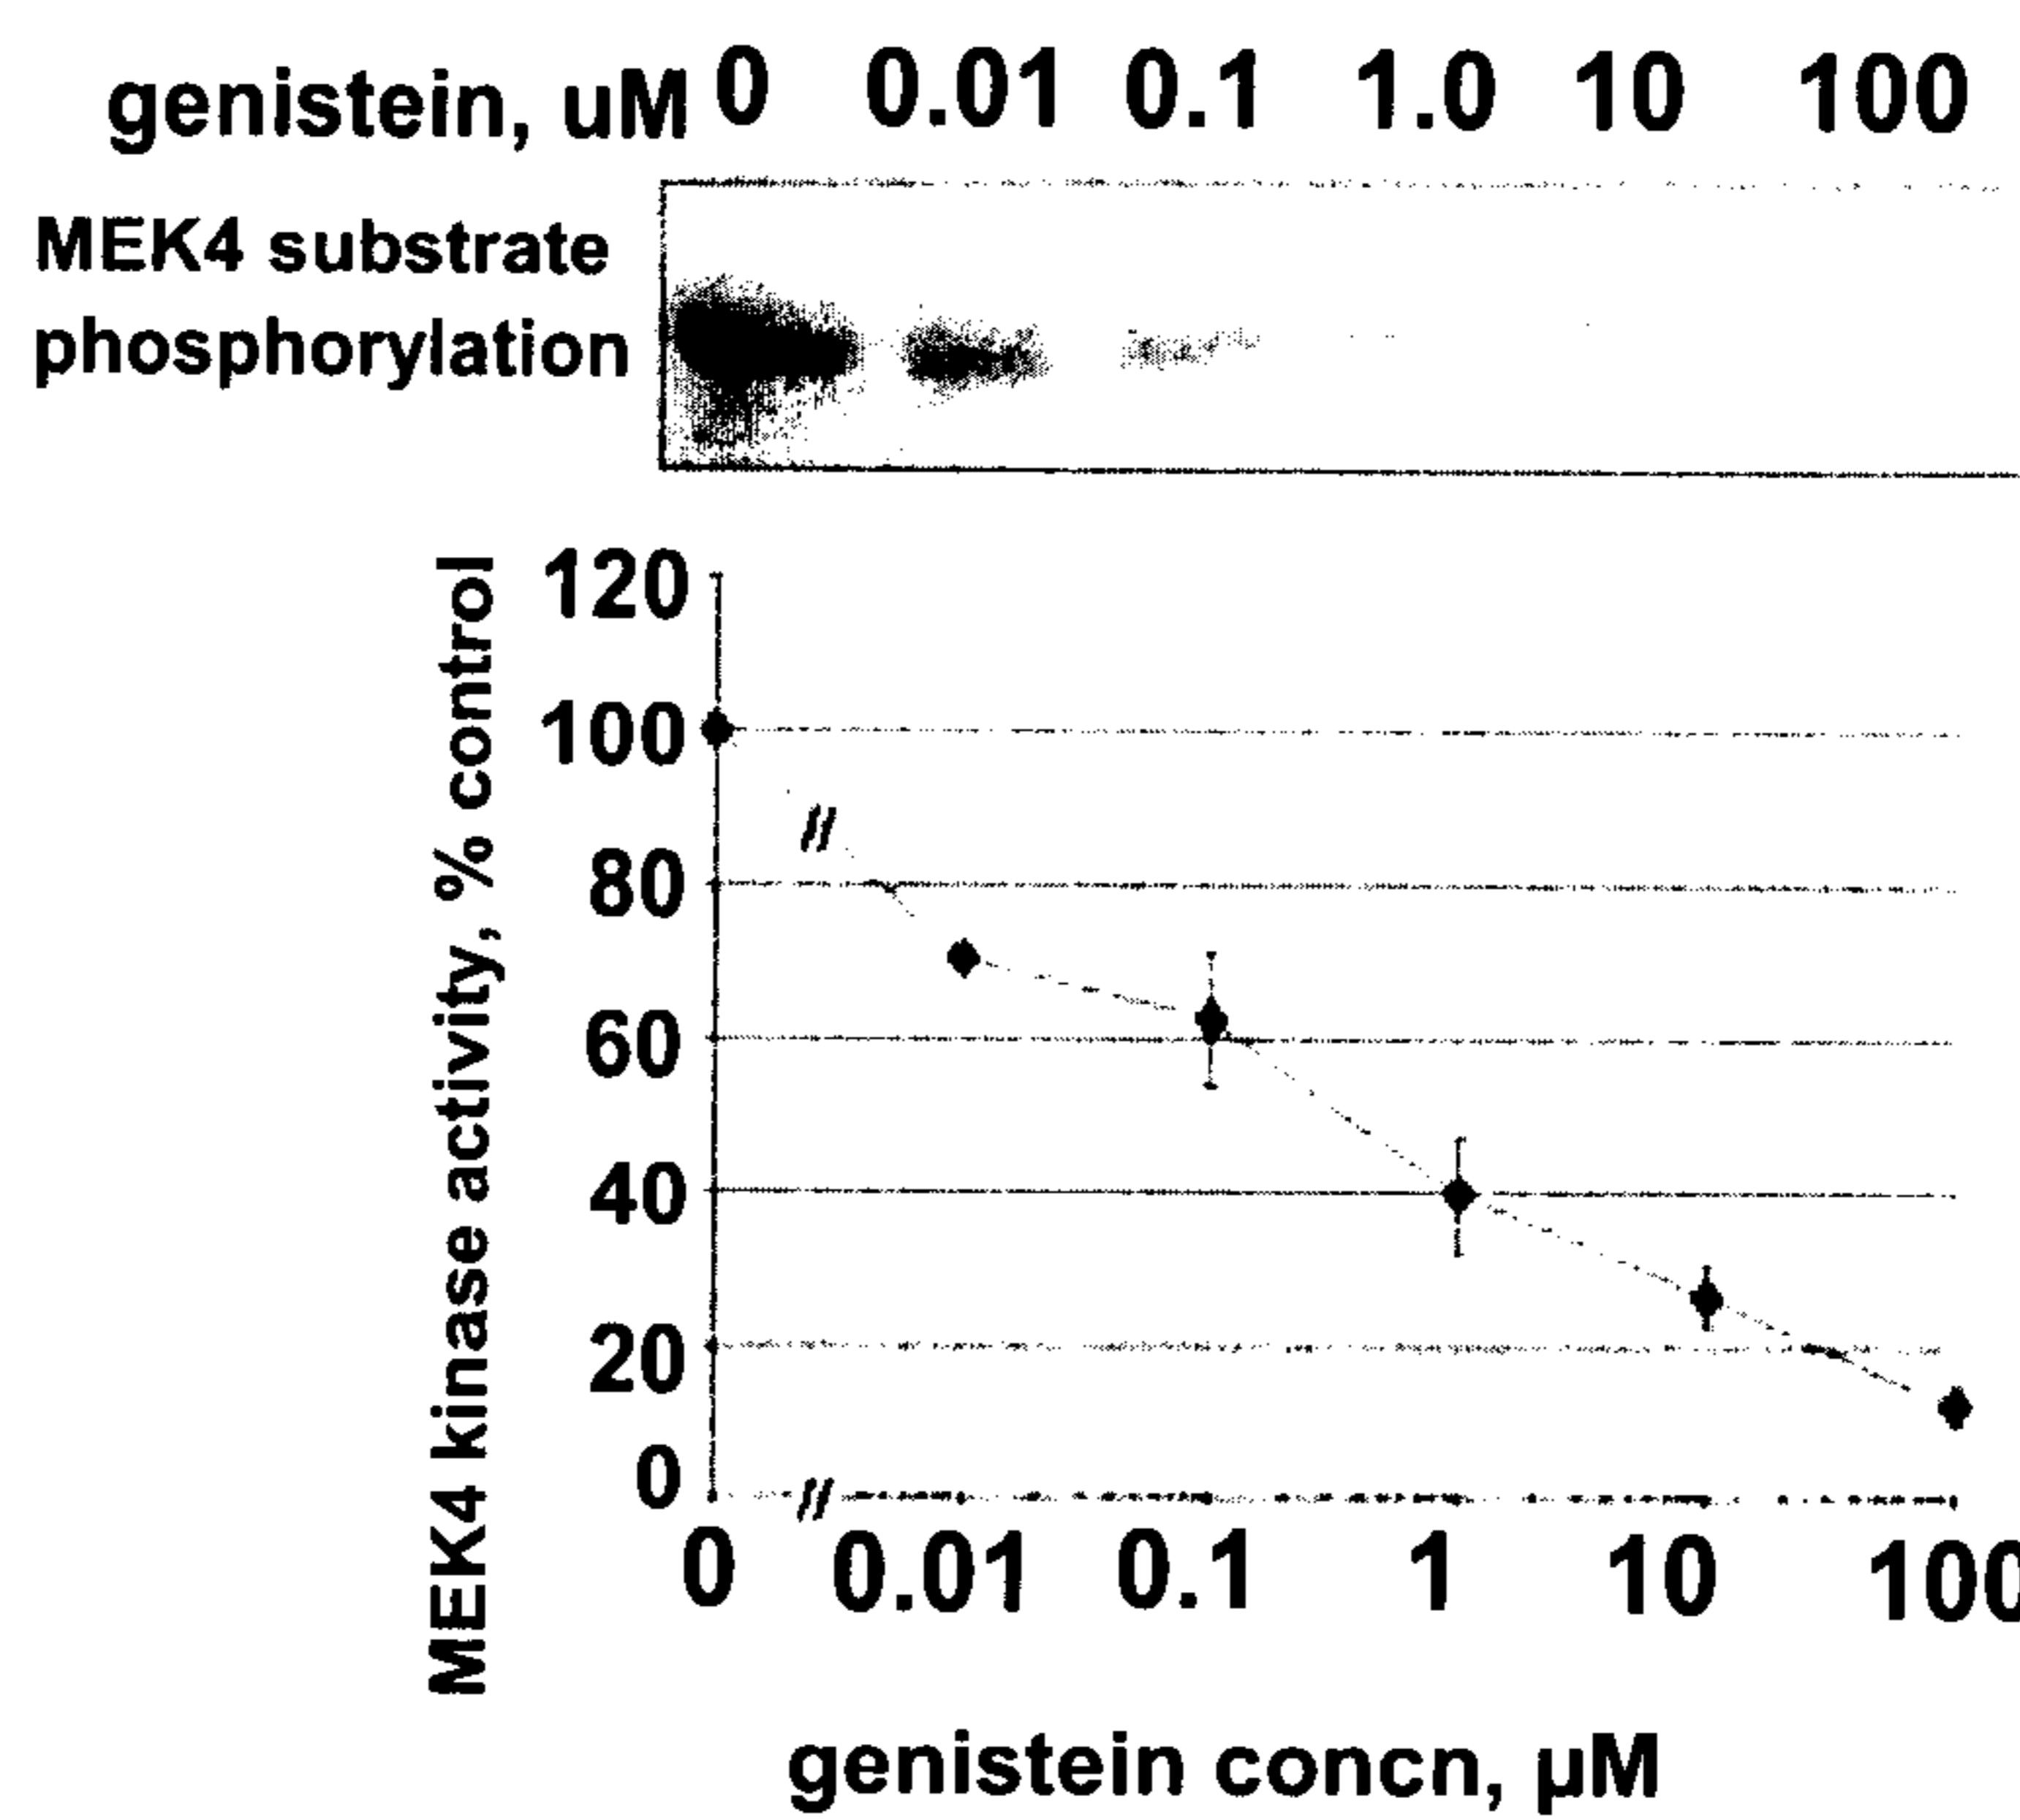 genistein, uM 0 0.01 0.1 1.0 10 100
MEK4 substrate
phosphorylation
MEK4 kinase activity, % control
120
100
80
60
40
20
0
0 0.01 0.1 1 10 100
genistein concn, µM